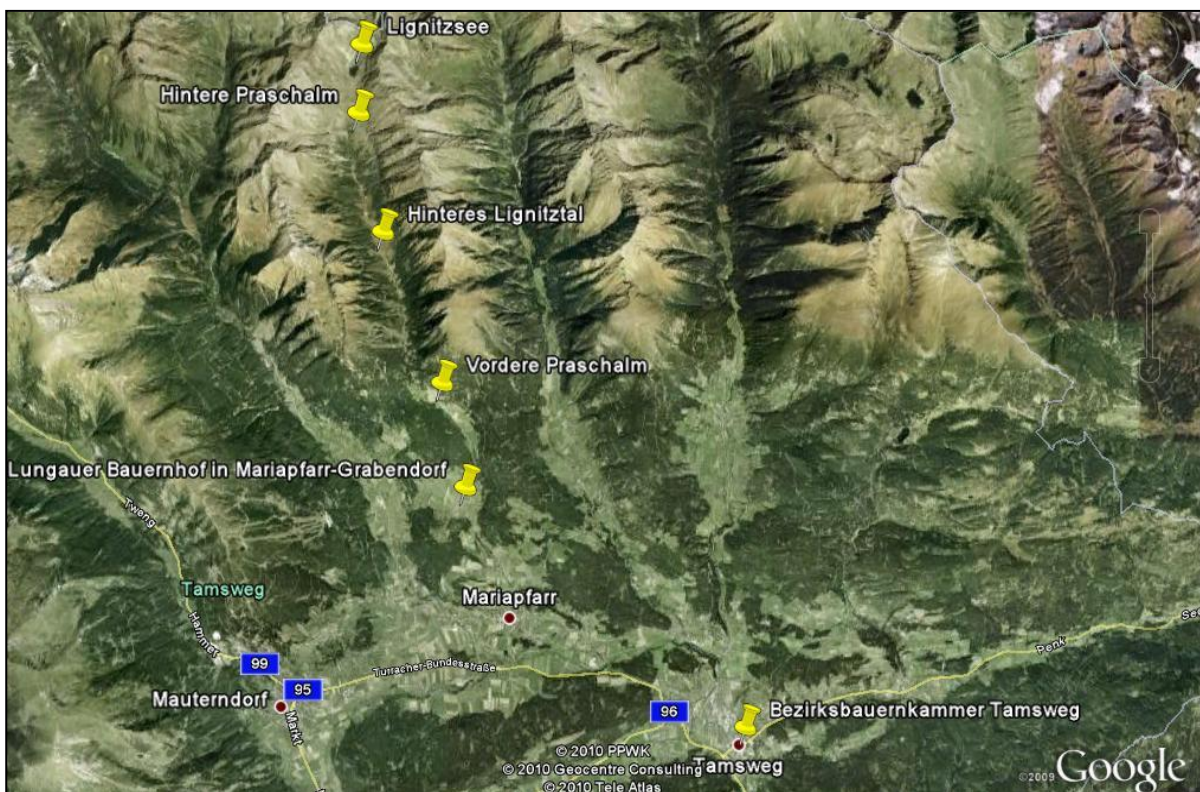 Lignitzsee
Hintere Praschalm
Hinteres Lignitztal
Vordere Praschalm
Lungauer Bauernhof in Mariapfarr-Grabendorf
Tweng
Tamsweg
Mariapfarr
Hammer
99
Turracher-Bundesstraße
Penk
95
Mauterndorf
Markt
96
Bezirksbauernkammer Tamsweg
© 2010 PPWK
Tamsweg
© 2010 Geocentre Consulting
© 2010 Tele Atlas
©2009 Google